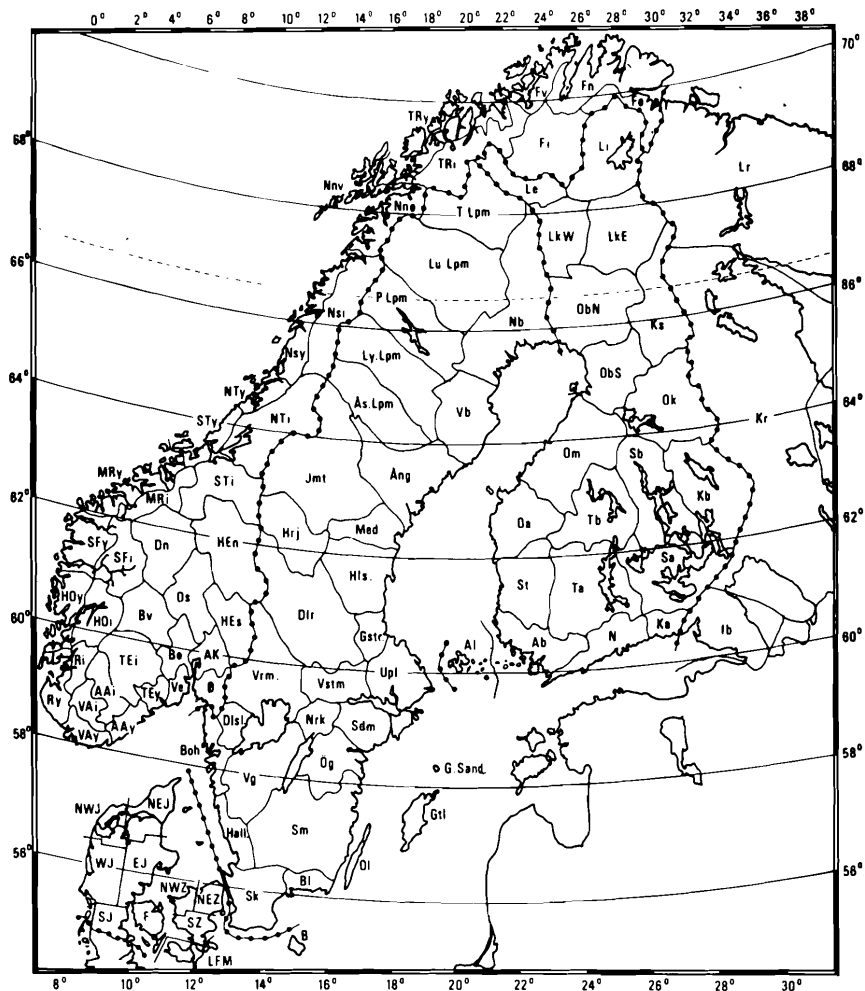 0° 2° 4° 6° 8° 10° 12° 14° 16° 18° 20° 22° 24° 26° 28° 30° 32° 34° 36° 38°
70°
Fv Fn
TRy
68° Fi Li 68°
TRi Lr
Nnv Le
Nnø T.Lpm
LkW LkE
66° Lu.Lpm 66°
P.Lpm
Nsi Nb ObN Ks
Nsy Ly.Lpm
64° ObS
NTy Ås.Lpm Vb Ok
STy NTi Kr 64°
Om Sb
MRy STi Jmt Ång
MRi Kb
62° Oa Tb 62°
SFy Dn HEn Hrj Med
SFi Sa
Hls. St Ta
HOy Os
60° HOi Bv HEs Dlr Ka Ib
Gstr Al Ab N 60°
Ri TEi Bø AK
Vrm. Vstm Upl
Ry AAi TEy Ve Ø
VAi Dlsl. Nrk Sdm
58° VAy AAy
Boh Ög G.Sand. 58°
Vg
NWJ NEJ Gtl
Hall. Sm
56° WJ EJ Öl 56°
NWZ Bl
NEZ Sk
SJ F SZ
B
LFM
8° 10° 12° 14° 16° 18° 20° 22° 24° 26° 28° 30°